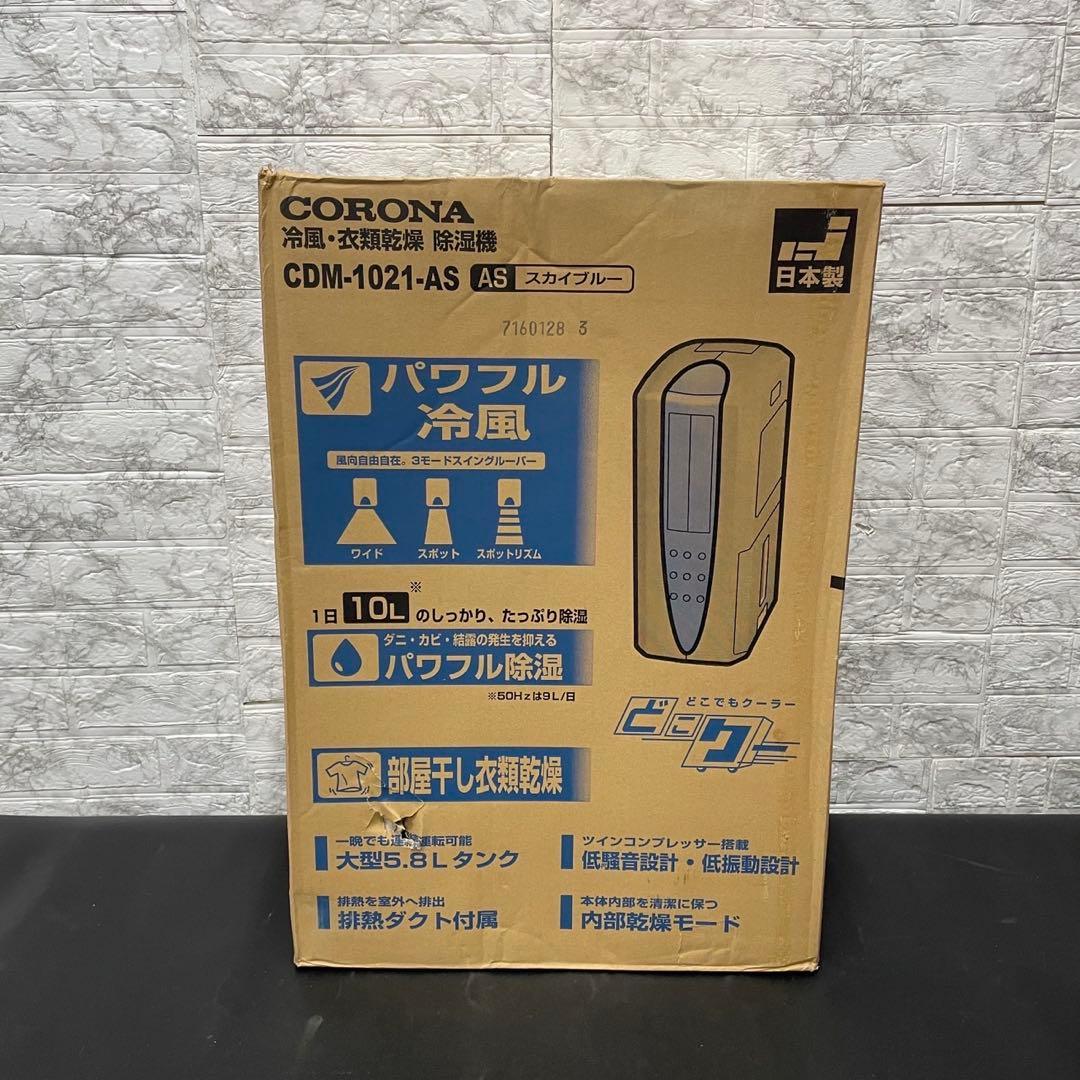 CORONA
冷風・衣類乾燥 除湿機
CDM-1021-AS AS スカイブルー
日本製
7160128 3
パワフル
冷風
風向自由自在。3モードスイングルーバー
ワイド スポット スポットリズム
1日 10L※ のしっかり、たっぷり除湿
ダニ・カビ・結露の発生を抑える
パワフル除湿
※50Hzは9L/日
どこでもクーラー
どこクー
部屋干し衣類乾燥
一晩でも連続運転可能
大型5.8Lタンク
ツインコンプレッサー搭載
低騒音設計・低振動設計
排熱を室外へ排出
排熱ダクト付属
本体内部を清潔に保つ
内部乾燥モード